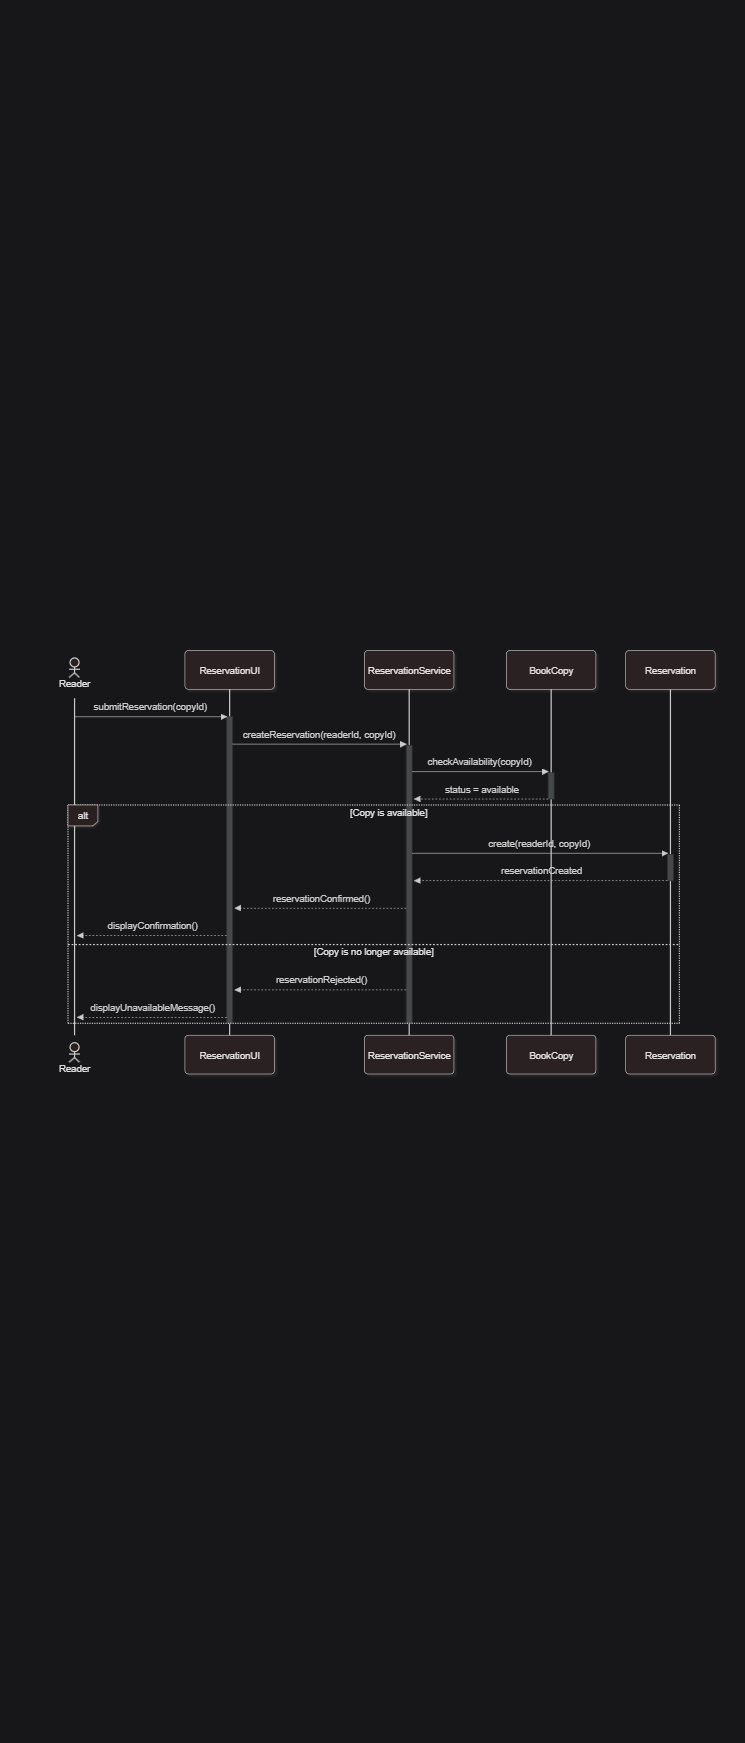 Reader
ReservationUI
ReservationService
BookCopy
Reservation
submitReservation(copyId)
createReservation(readerId, copyId)
checkAvailability(copyId)
status = available
alt
[Copy is available]
create(readerId, copyId)
reservationCreated
reservationConfirmed()
displayConfirmation()
[Copy is no longer available]
reservationRejected()
displayUnavailableMessage()
Reader
ReservationUI
ReservationService
BookCopy
Reservation